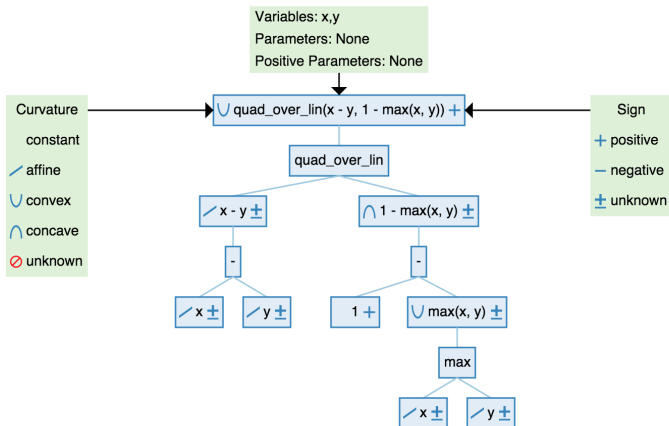 Variables: x,y
Parameters: None
Positive Parameters: None
Curvature
constant
affine
convex
concave
unknown
quad_over_lin(x - y, 1 - max(x, y)) +
Sign
+ positive
− negative
± unknown
quad_over_lin
x - y ±
1 - max(x, y) ±
-
-
x ±
y ±
1 +
max(x, y) ±
max
x ±
y ±